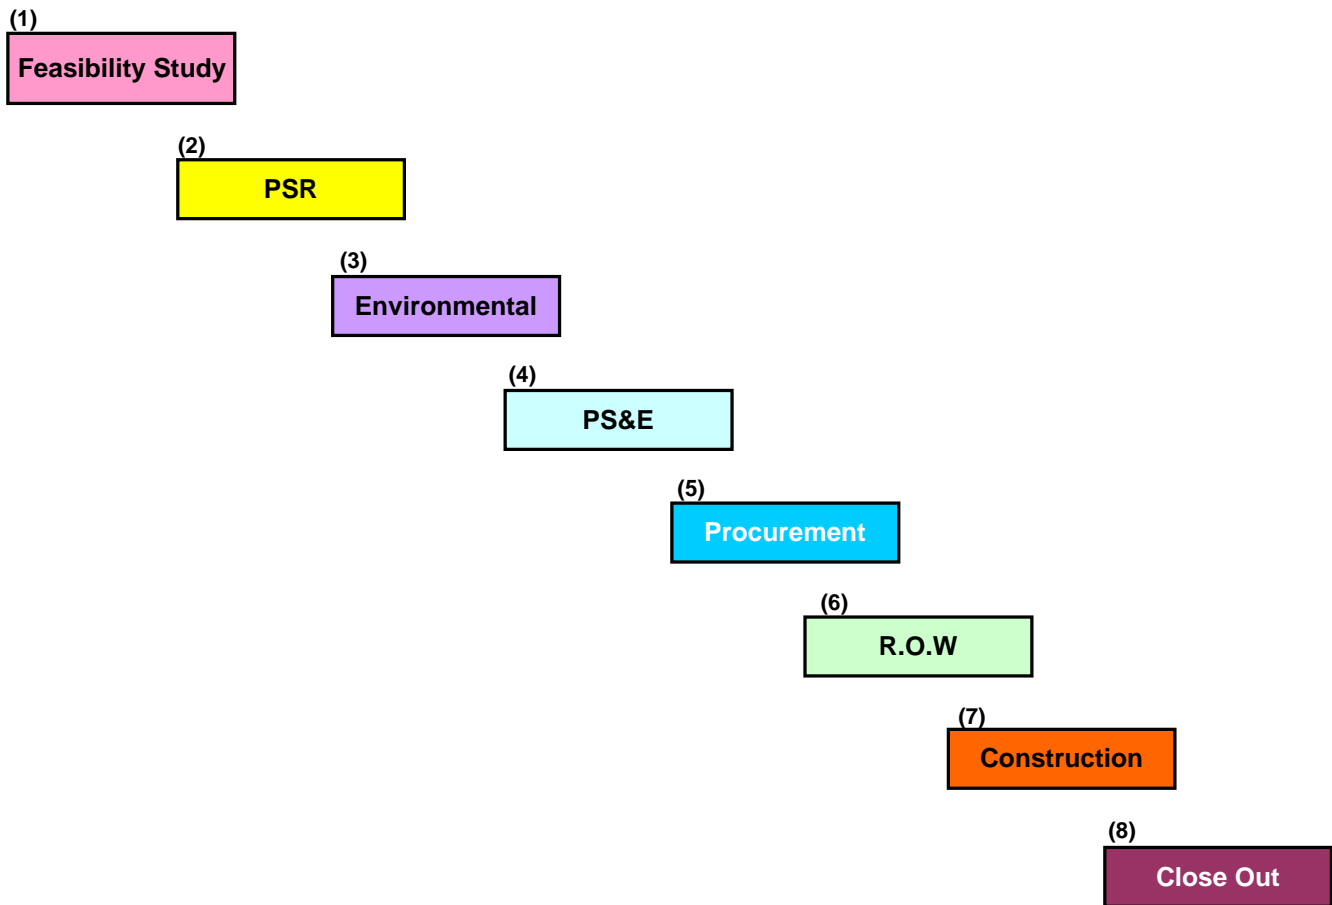 (1)
Feasibility Study
(2)
PSR
(3)
Environmental
(4)
PS&E
(5)
Procurement
(6)
R.O.W
(7)
Construction
(8)
Close Out